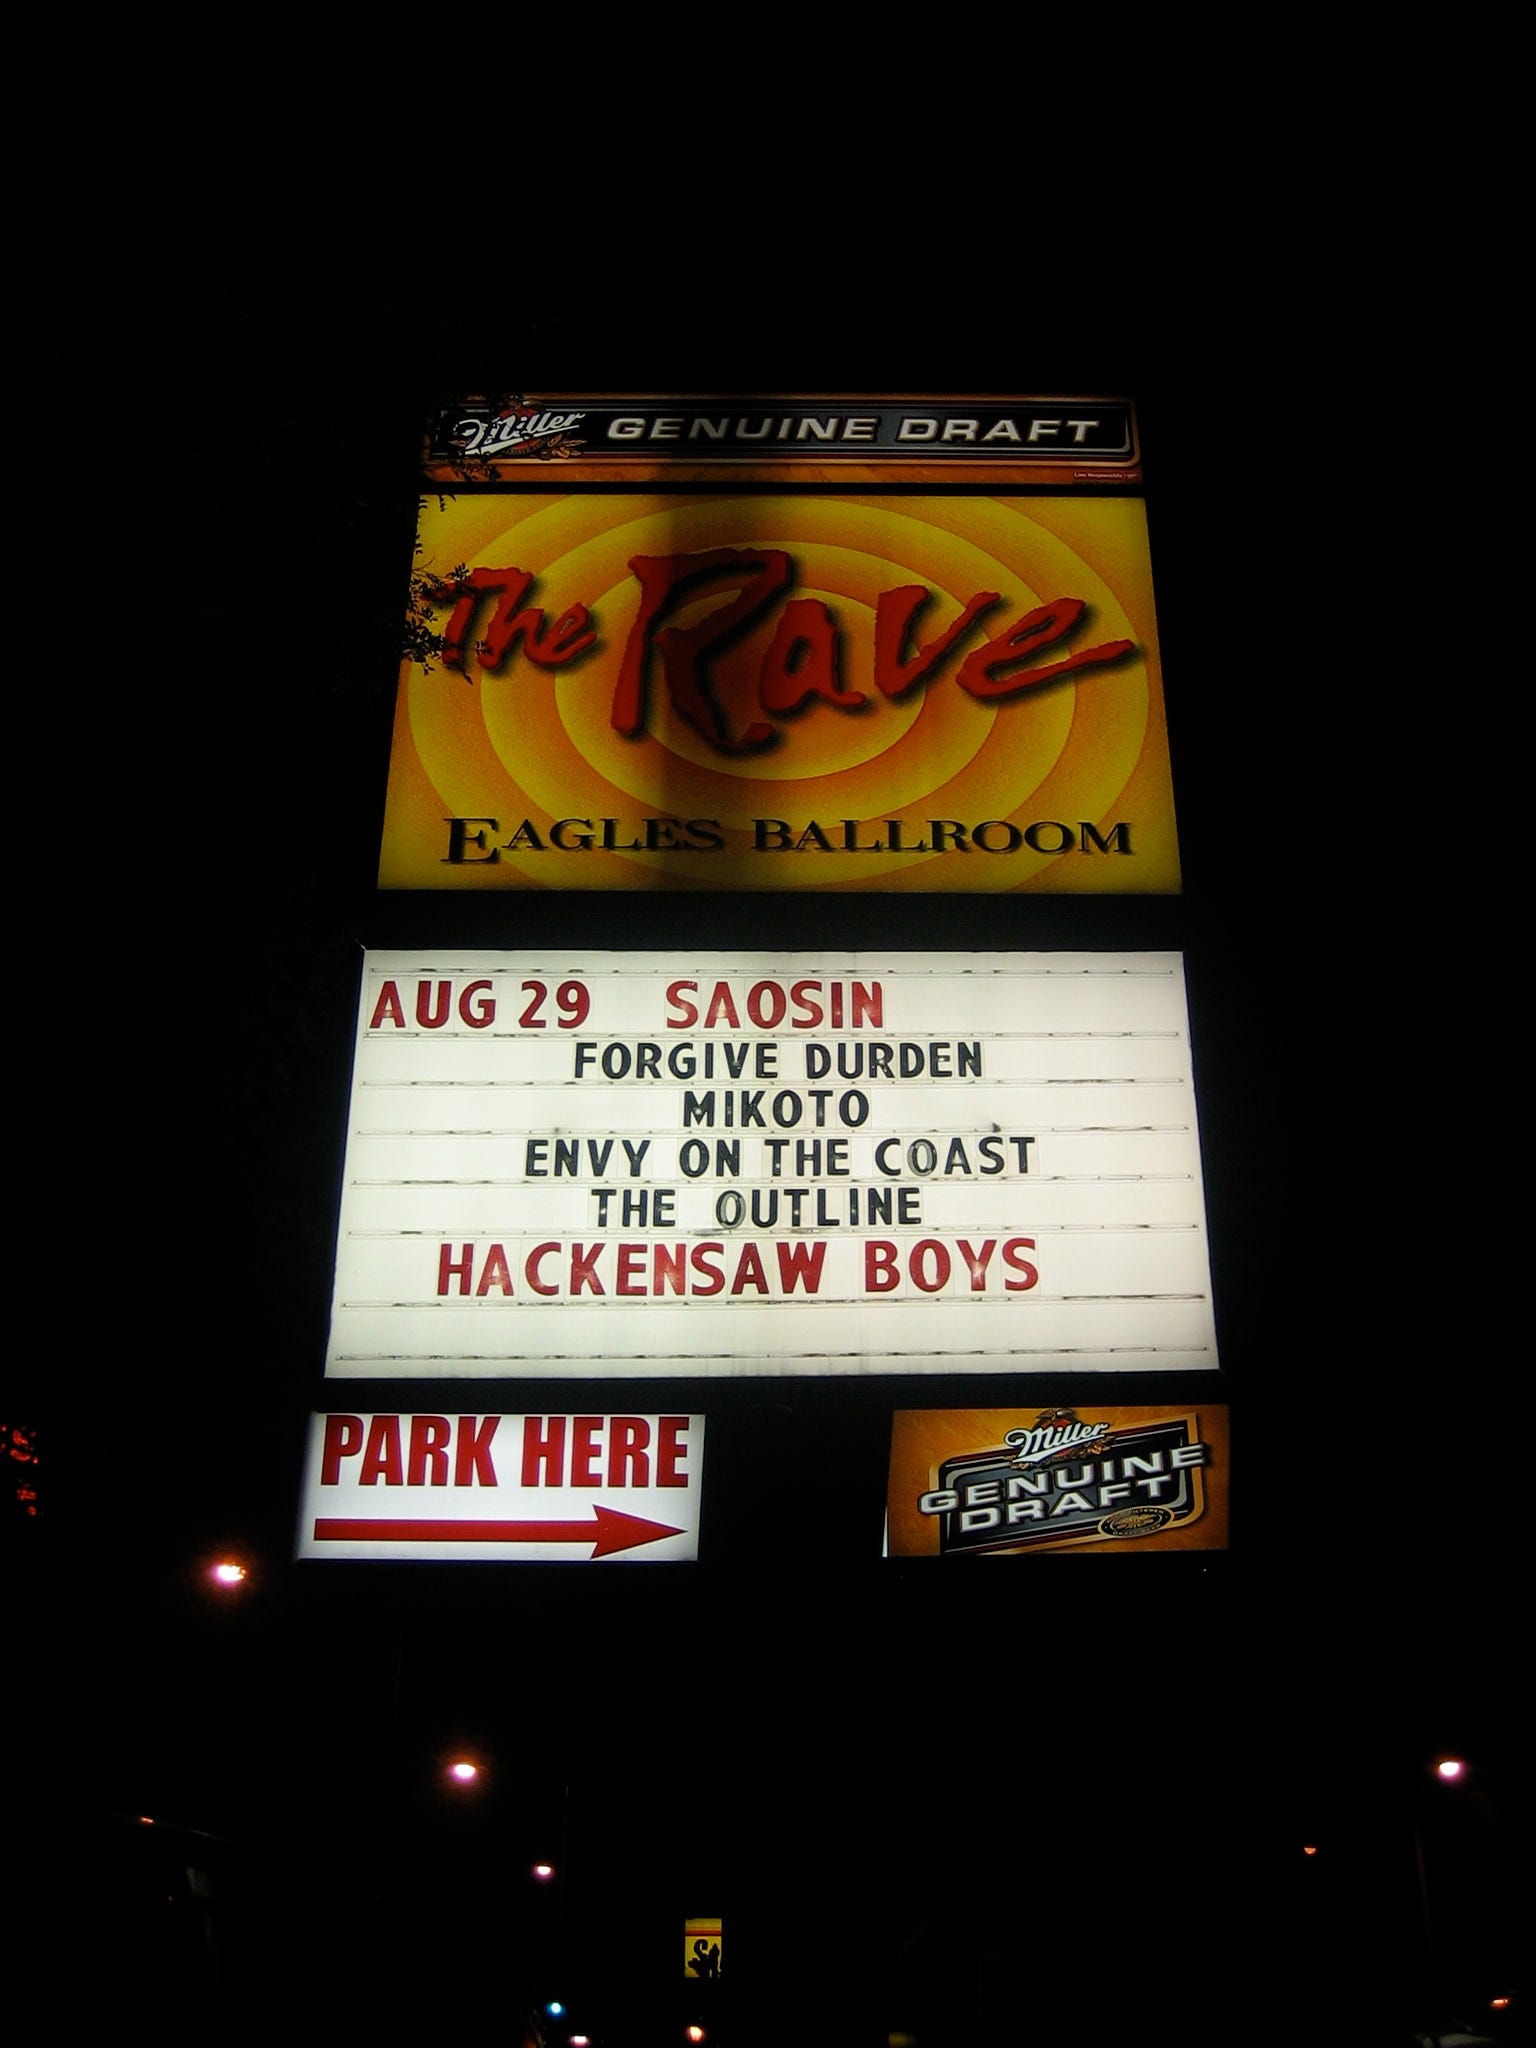 Miller GENUINE DRAFT
The Rave
EAGLES BALLROOM
AUG 29 SAOSIN
FORGIVE DURDEN
MIKOTO
ENVY ON THE COAST
THE OUTLINE
HACKENSAW BOYS
PARK HERE
Miller
GENUINE
DRAFT